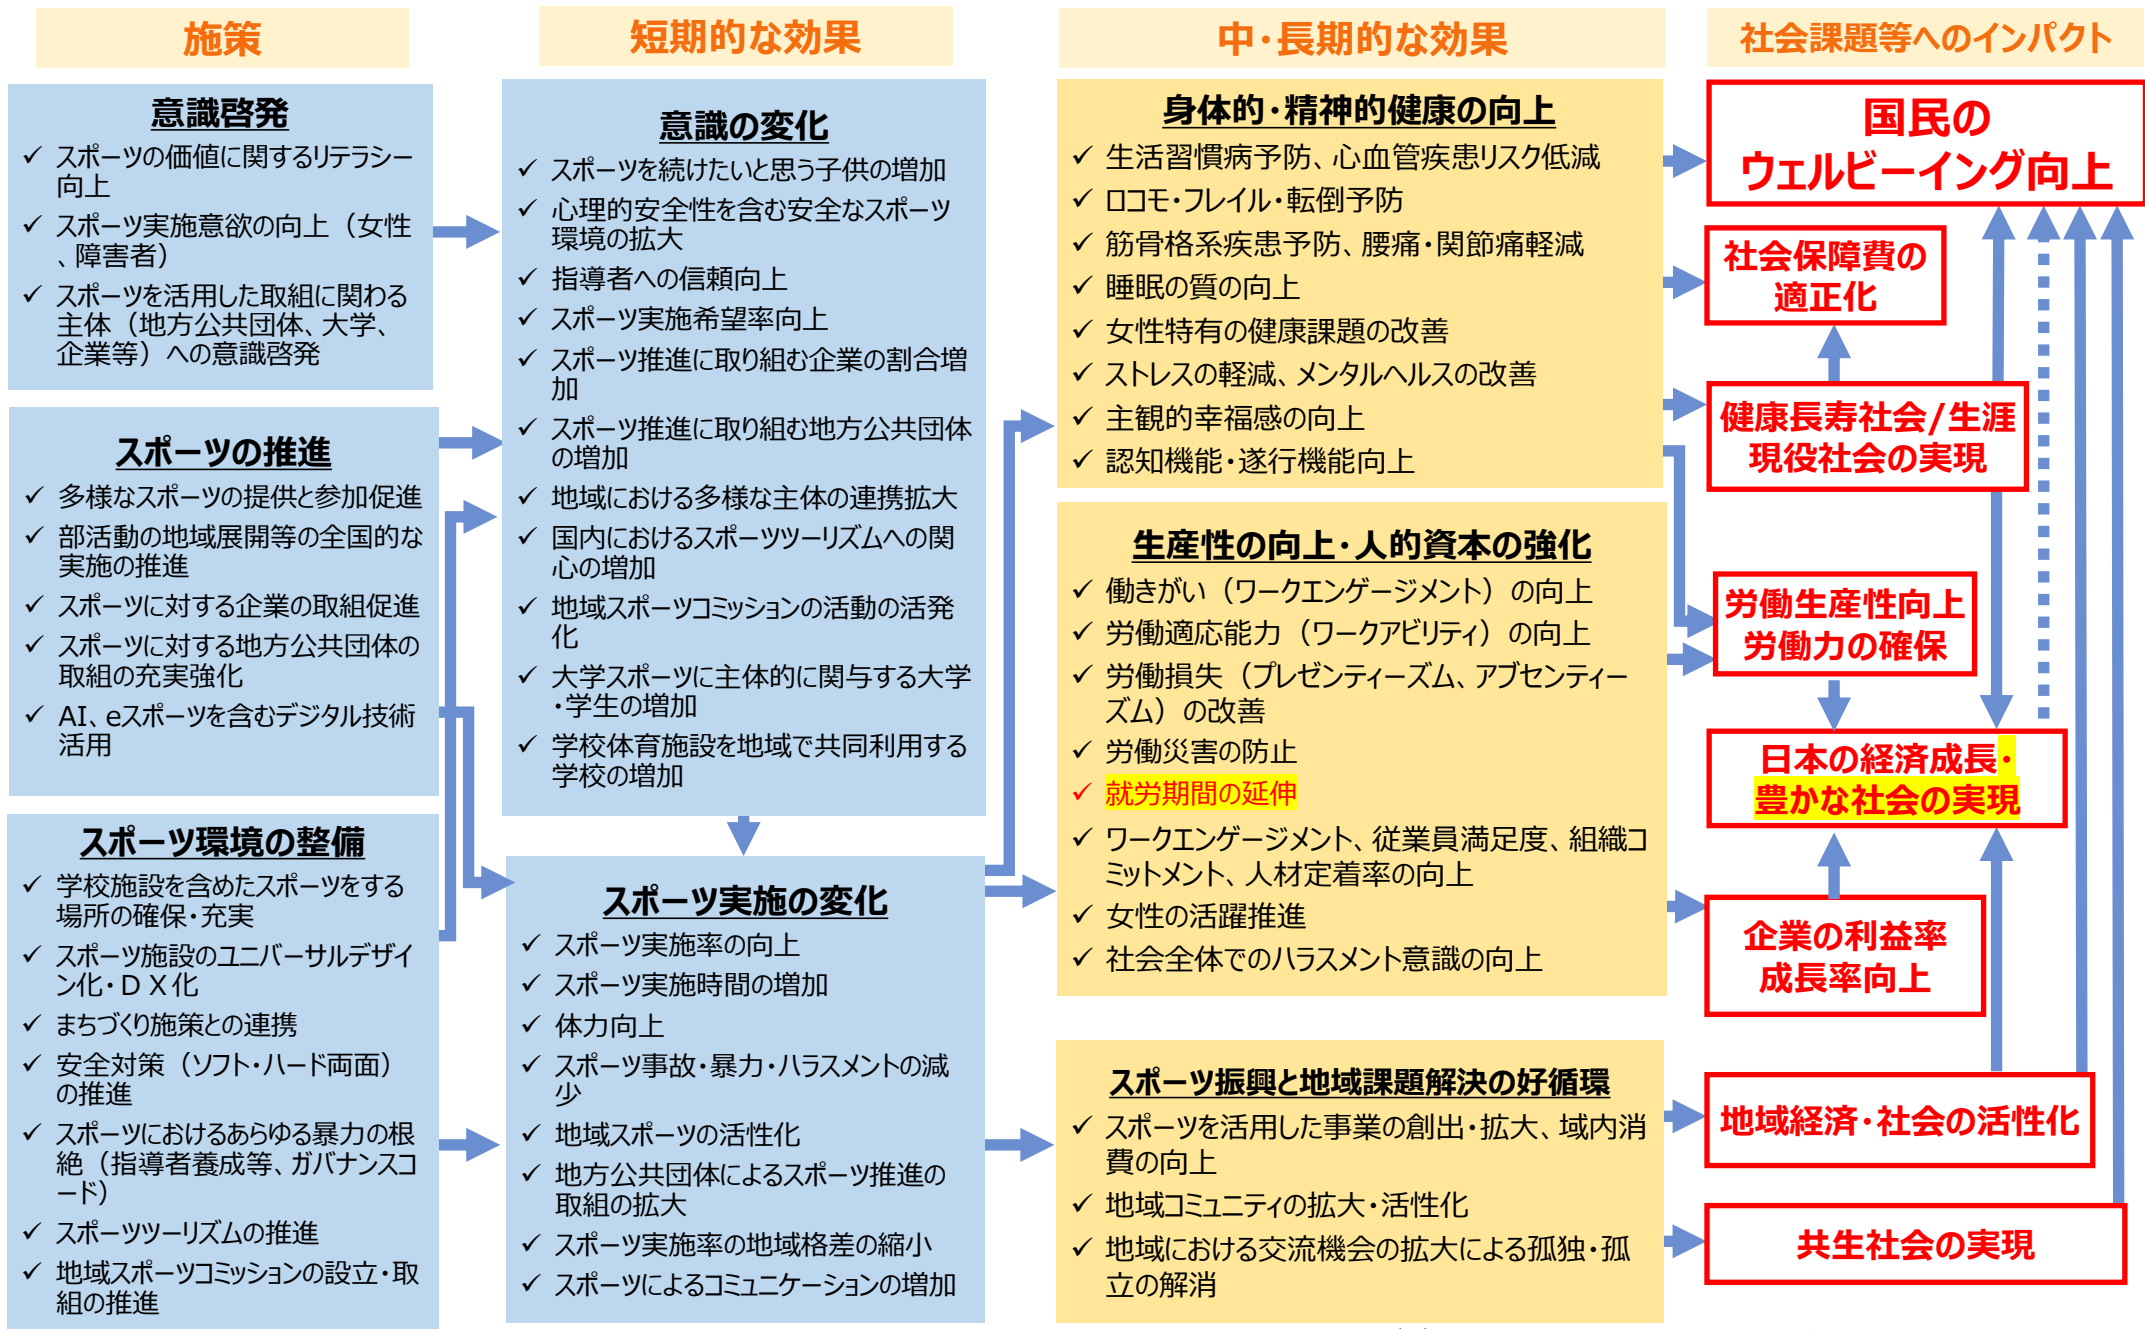 施策
意識啓発
✓ スポーツの価値に関するリテラシー
向上
✓ スポーツ実施意欲の向上（女性
、障害者）
✓ スポーツを活用した取組に関わる
主体（地方公共団体、大学、
企業等）への意識啓発
スポーツの推進
✓ 多様なスポーツの提供と参加促進
✓ 部活動の地域展開等の全国的な
実施の推進
✓ スポーツに対する企業の取組促進
✓ スポーツに対する地方公共団体の
取組の充実強化
✓ AI、eスポーツを含むデジタル技術
活用
スポーツ環境の整備
✓ 学校施設を含めたスポーツをする
場所の確保・充実
✓ スポーツ施設のユニバーサルデザイ
ン化・ＤＸ化
✓ まちづくり施策との連携
✓ 安全対策（ソフト・ハード両面）
の推進
✓ スポーツにおけるあらゆる暴力の根
絶（指導者養成等、ガバナンスコ
ード）
✓ スポーツツーリズムの推進
✓ 地域スポーツコミッションの設立・取
組の推進
短期的な効果
意識の変化
✓ スポーツを続けたいと思う子供の増加
✓ 心理的安全性を含む安全なスポーツ
環境の拡大
✓ 指導者への信頼向上
✓ スポーツ実施希望率向上
✓ スポーツ推進に取り組む企業の割合増
加
✓ スポーツ推進に取り組む地方公共団体
の増加
✓ 地域における多様な主体の連携拡大
✓ 国内におけるスポーツツーリズムへの関
心の増加
✓ 地域スポーツコミッションの活動の活発
化
✓ 大学スポーツに主体的に関与する大学
・学生の増加
✓ 学校体育施設を地域で共同利用する
学校の増加
スポーツ実施の変化
✓ スポーツ実施率の向上
✓ スポーツ実施時間の増加
✓ 体力向上
✓ スポーツ事故・暴力・ハラスメントの減
少
✓ 地域スポーツの活性化
✓ 地方公共団体によるスポーツ推進の
取組の拡大
✓ スポーツ実施率の地域格差の縮小
✓ スポーツによるコミュニケーションの増加
中・長期的な効果
身体的・精神的健康の向上
✓ 生活習慣病予防、心血管疾患リスク低減
✓ ロコモ・フレイル・転倒予防
✓ 筋骨格系疾患予防、腰痛・関節痛軽減
✓ 睡眠の質の向上
✓ 女性特有の健康課題の改善
✓ ストレスの軽減、メンタルヘルスの改善
✓ 主観的幸福感の向上
✓ 認知機能・遂行機能向上
生産性の向上・人的資本の強化
✓ 働きがい（ワークエンゲージメント）の向上
✓ 労働適応能力（ワークアビリティ）の向上
✓ 労働損失（プレゼンティーズム、アブセンティー
ズム）の改善
✓ 労働災害の防止
✓ 就労期間の延伸
✓ ワークエンゲージメント、従業員満足度、組織コ
ミットメント、人材定着率の向上
✓ 女性の活躍推進
✓ 社会全体でのハラスメント意識の向上
スポーツ振興と地域課題解決の好循環
✓ スポーツを活用した事業の創出・拡大、域内消
費の向上
✓ 地域コミュニティの拡大・活性化
✓ 地域における交流機会の拡大による孤独・孤
立の解消
社会課題等へのインパクト
国民の
ウェルビーイング向上
社会保障費の
適正化
健康長寿社会/生涯
現役社会の実現
労働生産性向上
労働力の確保
日本の経済成長・
豊かな社会の実現
企業の利益率
成長率向上
地域経済・社会の活性化
共生社会の実現